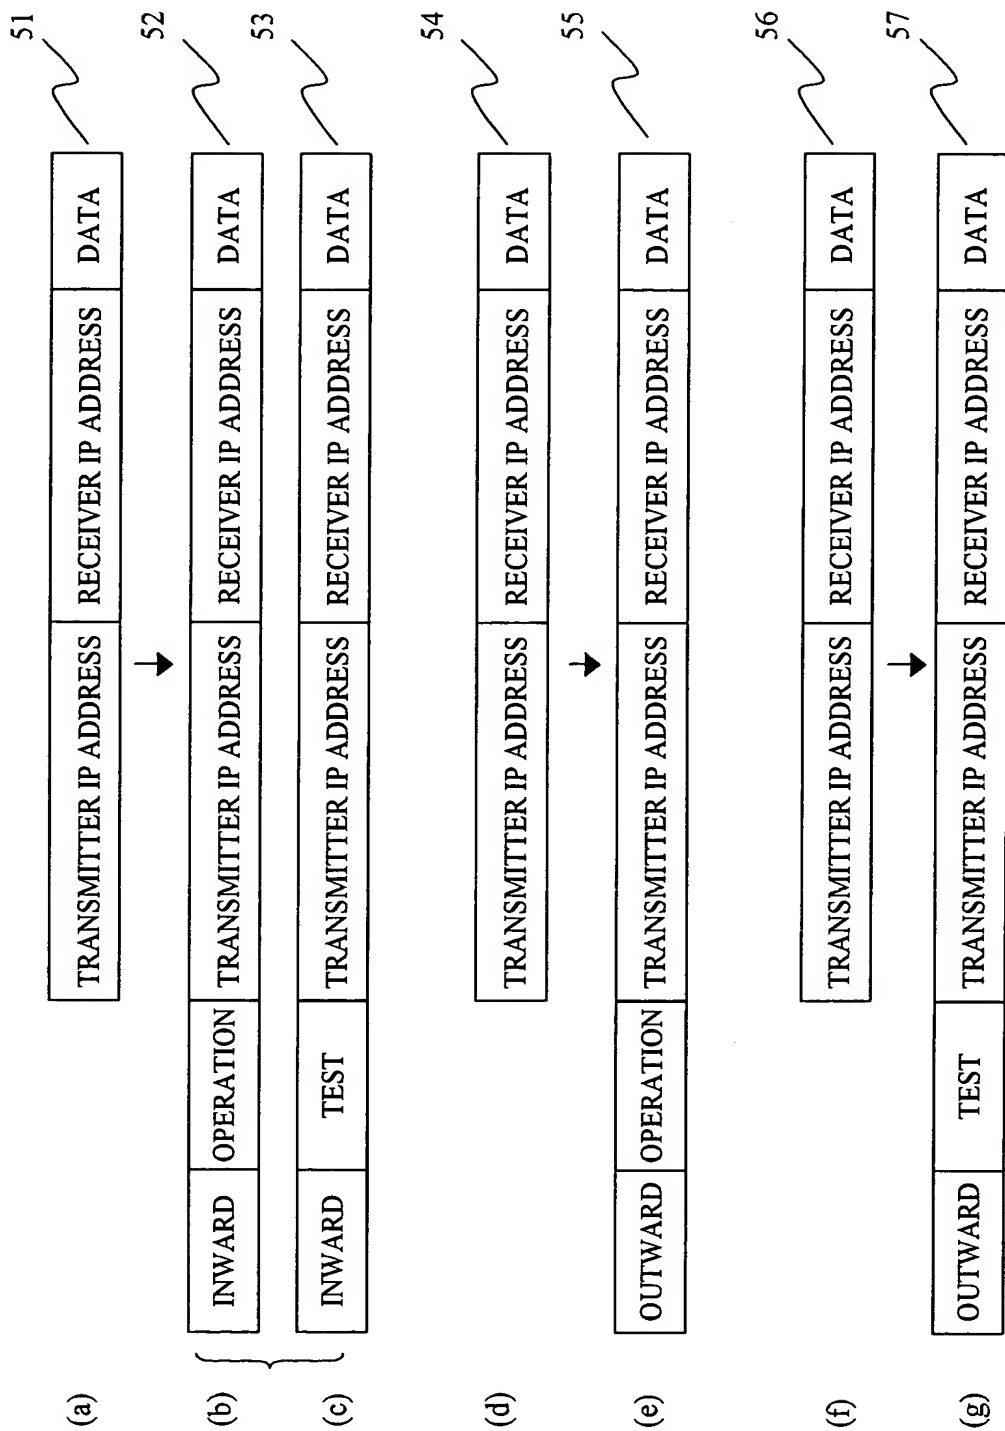 (a) TRANSMITTER IP ADDRESS RECEIVER IP ADDRESS DATA 51
(b) INWARD OPERATION TRANSMITTER IP ADDRESS RECEIVER IP ADDRESS DATA 52
(c) INWARD TEST TRANSMITTER IP ADDRESS RECEIVER IP ADDRESS DATA 53
(d) TRANSMITTER IP ADDRESS RECEIVER IP ADDRESS DATA 54
(e) OUTWARD OPERATION TRANSMITTER IP ADDRESS RECEIVER IP ADDRESS DATA 55
(f) TRANSMITTER IP ADDRESS RECEIVER IP ADDRESS DATA 56
(g) OUTWARD TEST TRANSMITTER IP ADDRESS RECEIVER IP ADDRESS DATA 57